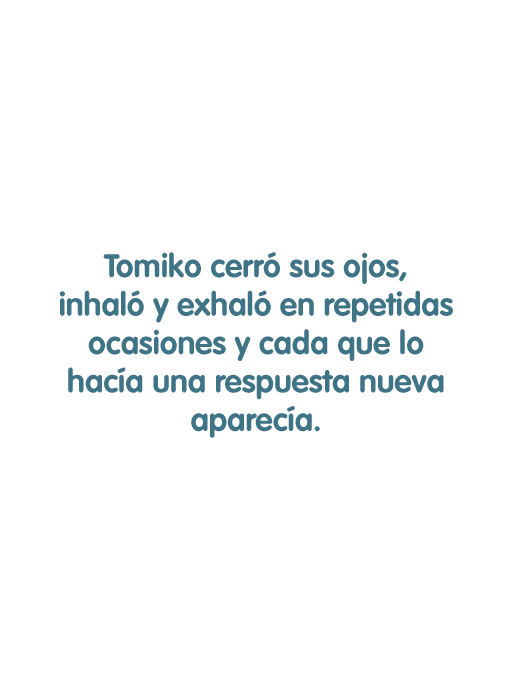 Tomiko cerró sus ojos,
inhaló y exhaló en repetidas
ocasiones y cada que lo
hacía una respuesta nueva
aparecía.